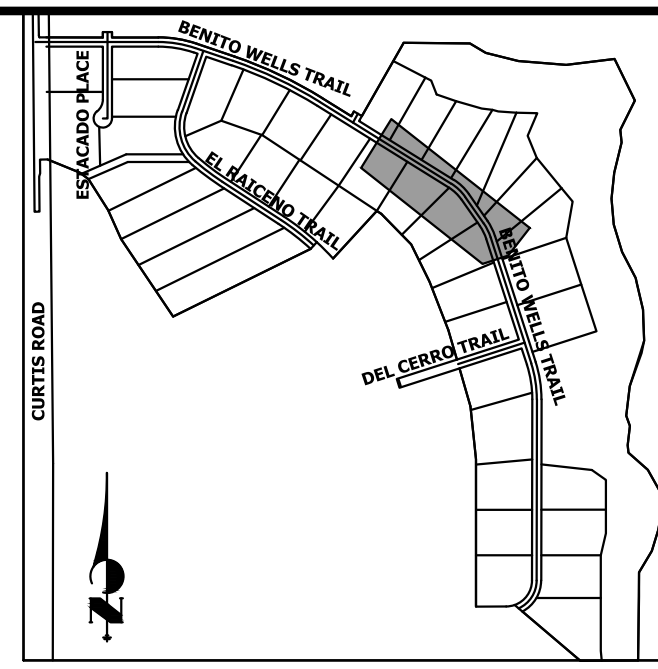 BENITO WELLS TRAIL
ESTACADO PLACE
EL RAICENO TRAIL
BENITO WELLS TRAIL
DEL CERRO TRAIL
CURTIS ROAD
N